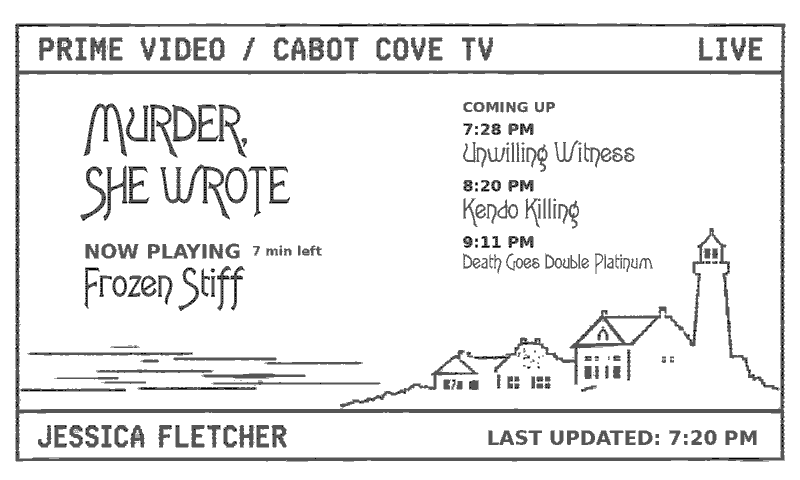 PRIME VIDEO / CABOT COVE TV
LIVE
MURDER,
SHE WROTE
NOW PLAYING 7 min left
Frozen Stiff
COMING UP
7:28 PM
Unwilling Witness
8:20 PM
Kendo Killing
9:11 PM
Death Goes Double Platinum
JESSICA FLETCHER
LAST UPDATED: 7:20 PM